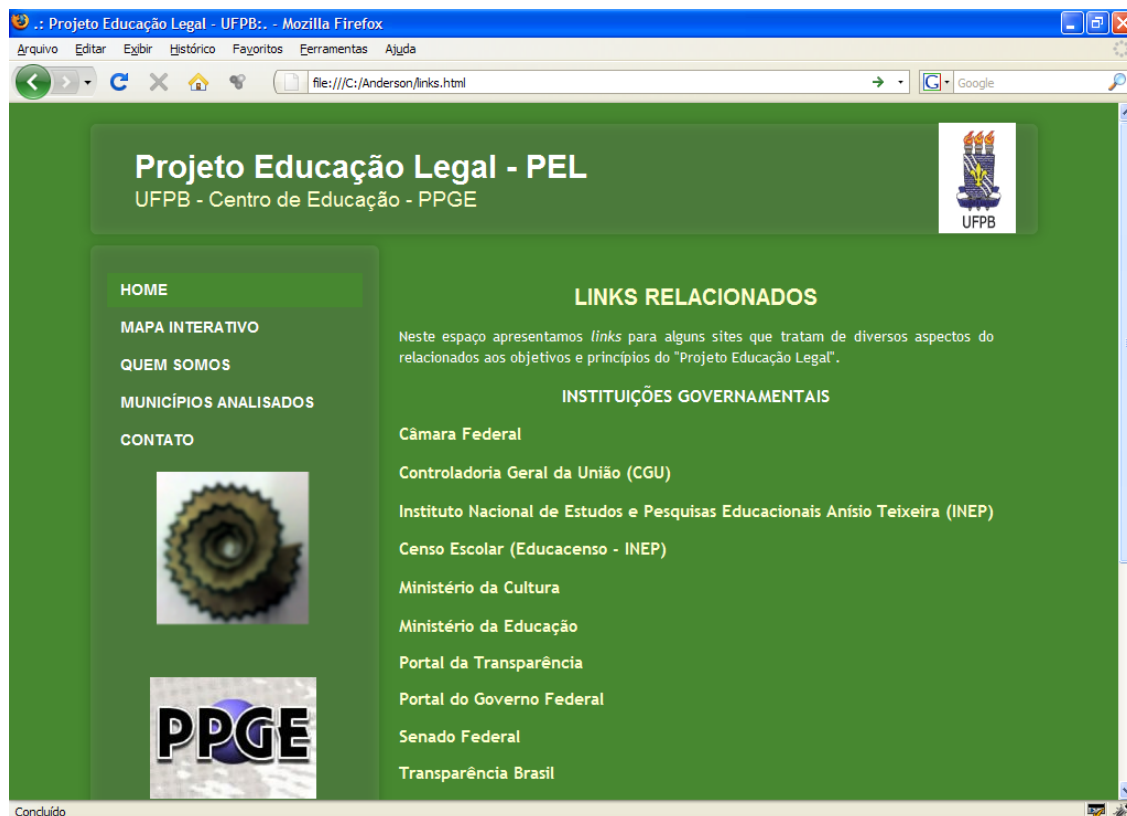 .: Projeto Educação Legal - UFPB:. - Mozilla Firefox
Arquivo Editar Exibir Histórico Favoritos Ferramentas Ajuda
file:///C:/Anderson/links.html
G Google
Projeto Educação Legal - PEL
UFPB - Centro de Educação - PPGE
UFPB
HOME
MAPA INTERATIVO
QUEM SOMOS
MUNICÍPIOS ANALISADOS
CONTATO
PPGE
LINKS RELACIONADOS
Neste espaço apresentamos links para alguns sites que tratam de diversos aspectos do
relacionados aos objetivos e princípios do "Projeto Educação Legal".
INSTITUIÇÕES GOVERNAMENTAIS
Câmara Federal
Controladoria Geral da União (CGU)
Instituto Nacional de Estudos e Pesquisas Educacionais Anísio Teixeira (INEP)
Censo Escolar (Educacenso - INEP)
Ministério da Cultura
Ministério da Educação
Portal da Transparência
Portal do Governo Federal
Senado Federal
Transparência Brasil
Concluído